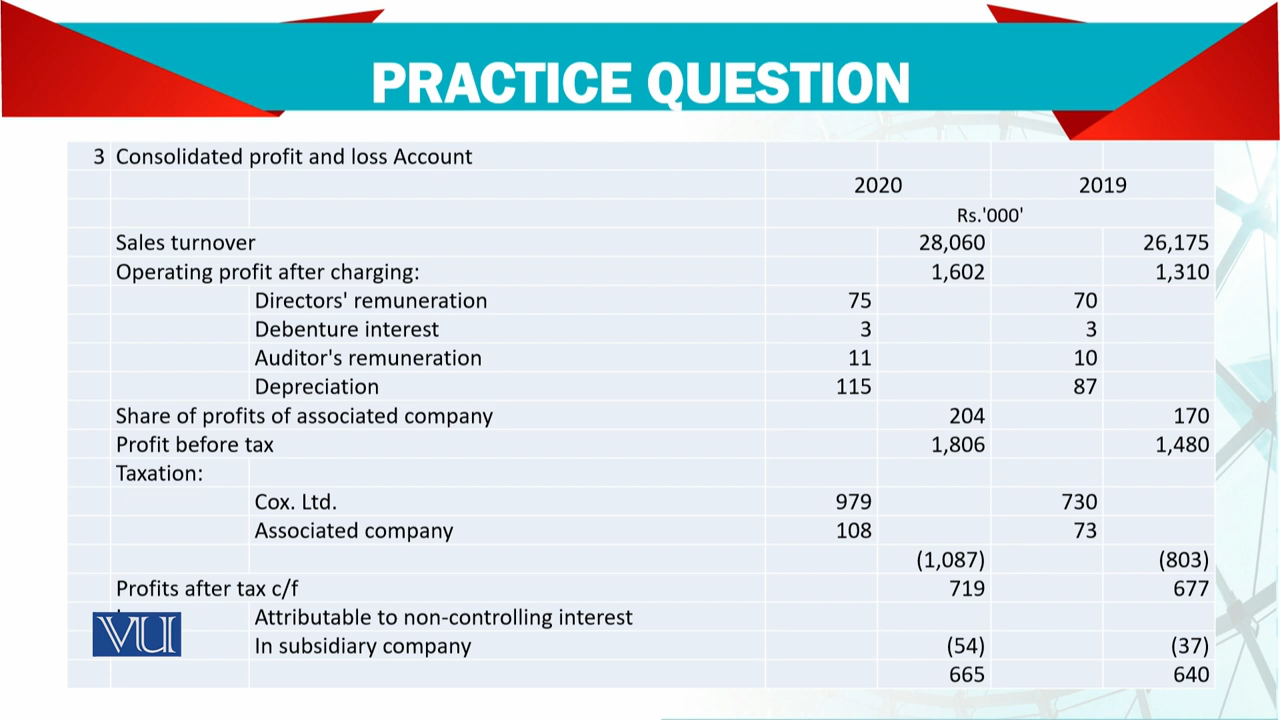 PRACTICE QUESTION
3 Consolidated profit and loss Account
2020 2019
Rs.'000'
Sales turnover 28,060 26,175
Operating profit after charging: 1,602 1,310
Directors' remuneration 75 70
Debenture interest 3 3
Auditor's remuneration 11 10
Depreciation 115 87
Share of profits of associated company 204 170
Profit before tax 1,806 1,480
Taxation:
Cox. Ltd. 979 730
Associated company 108 73
(1,087) (803)
Profits after tax c/f 719 677
Attributable to non-controlling interest
VU In subsidiary company (54) (37)
665 640